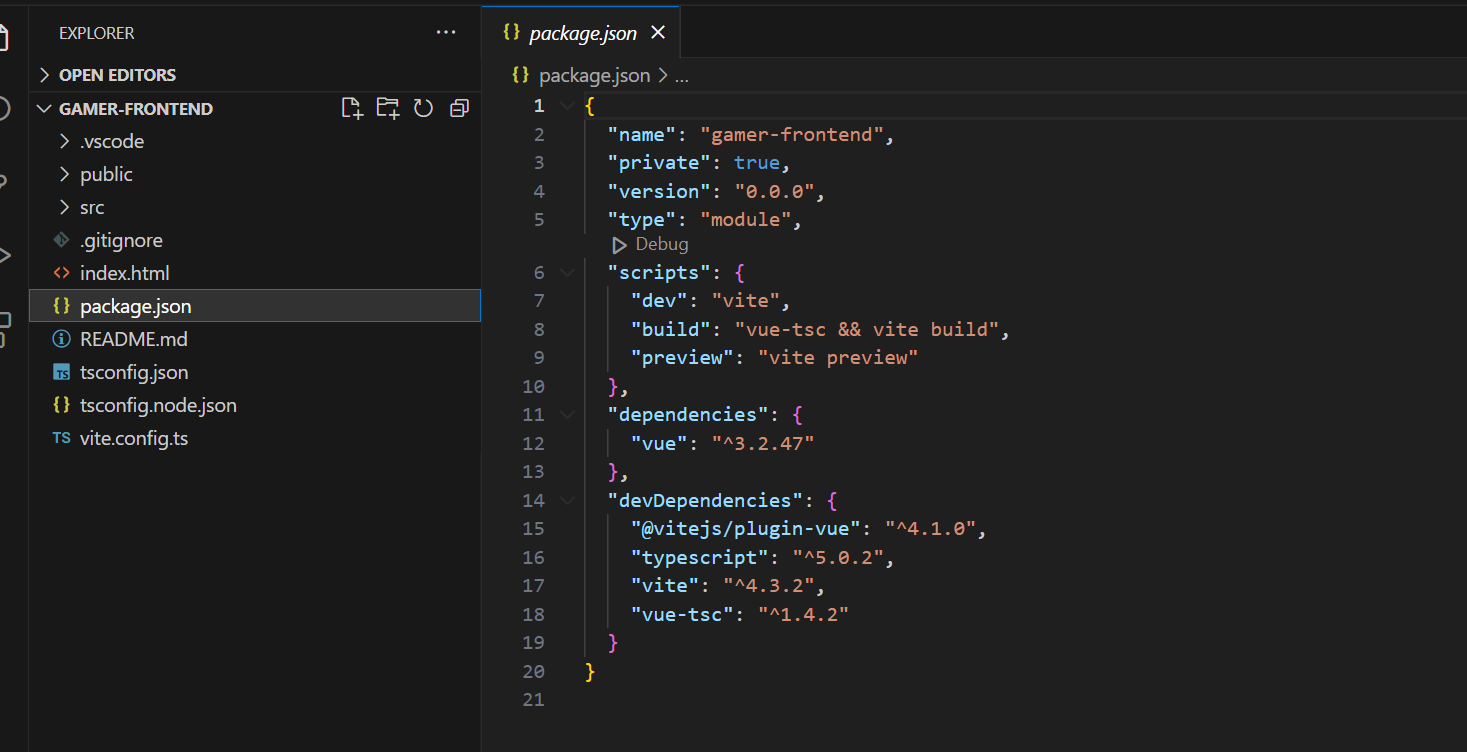 EXPLORER
OPEN EDITORS
GAMER-FRONTEND
.vscode
public
src
.gitignore
index.html
package.json
README.md
tsconfig.json
tsconfig.node.json
TS vite.config.ts
{} package.json
{} package.json > ...
1 {
2 "name": "gamer-frontend",
3 "private": true,
4 "version": "0.0.0",
5 "type": "module",
Debug
6 "scripts": {
7 "dev": "vite",
8 "build": "vue-tsc && vite build",
9 "preview": "vite preview"
10 },
11 "dependencies": {
12 "vue": "^3.2.47"
13 },
14 "devDependencies": {
15 "@vitejs/plugin-vue": "^4.1.0",
16 "typescript": "^5.0.2",
17 "vite": "^4.3.2",
18 "vue-tsc": "^1.4.2"
19 }
20 }
21